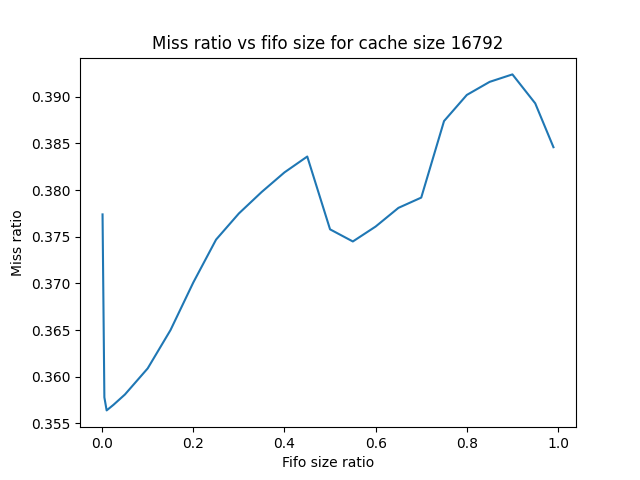 Miss ratio vs fifo size for cache size 16792
0.390
0.385
0.380
0.375
0.370
0.365
0.360
0.355
Miss ratio
0.0 0.2 0.4 0.6 0.8 1.0
Fifo size ratio